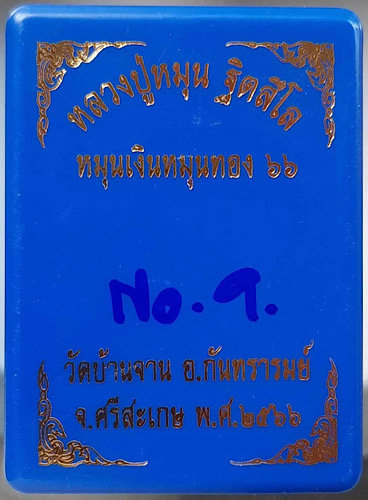 หลวงปู่หมุน ฐิตสีโล
หมุนเงินหมุนทอง ๖๖
No. 9.
วัดบ้านจาน อ.กันทรารมย์
จ.ศรีสะเกษ พ.ศ.๒๕๖๖